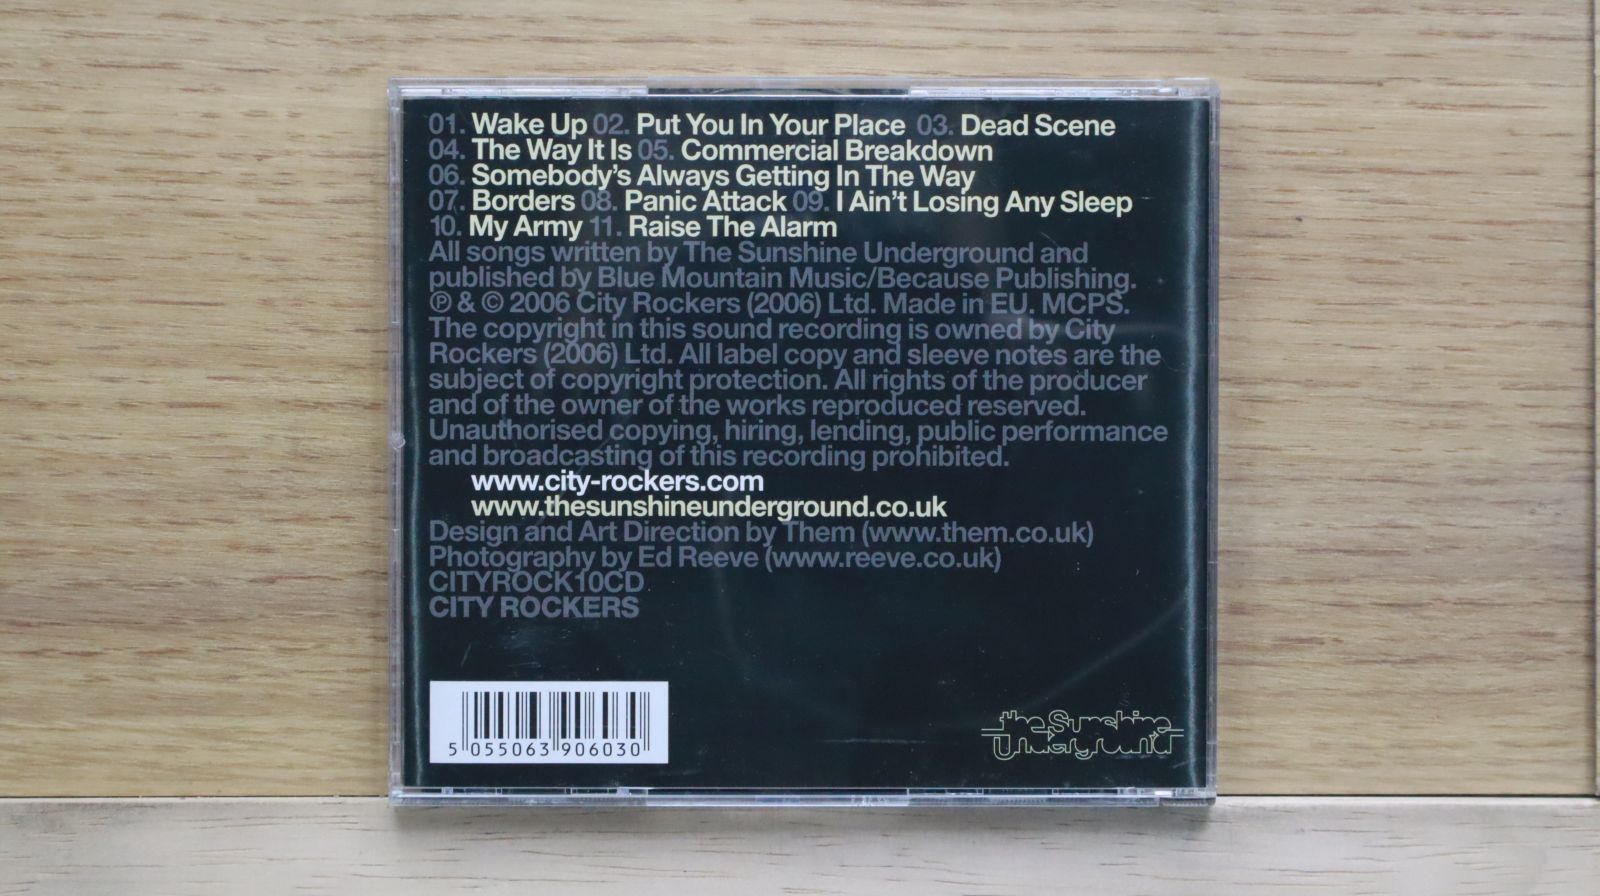 01. Wake Up 02. Put You In Your Place 03. Dead Scene
04. The Way It Is 05. Commercial Breakdown
06. Somebody's Always Getting In The Way
07. Borders 08. Panic Attack 09. I Ain't Losing Any Sleep
10. My Army 11. Raise The Alarm
All songs written by The Sunshine Underground and
published by Blue Mountain Music/Because Publishing.
℗ & © 2006 City Rockers (2006) Ltd. Made in EU. MCPS.
The copyright in this sound recording is owned by City
Rockers (2006) Ltd. All label copy and sleeve notes are the
subject of copyright protection. All rights of the producer
and of the owner of the works reproduced reserved.
Unauthorised copying, hiring, lending, public performance
and broadcasting of this recording prohibited.
www.city-rockers.com
www.thesunshineunderground.co.uk
Design and Art Direction by Them (www.them.co.uk)
Photography by Ed Reeve (www.reeve.co.uk)
CITYROCK10CD
CITY ROCKERS
5 055063 906030
the Sunshine
Underground